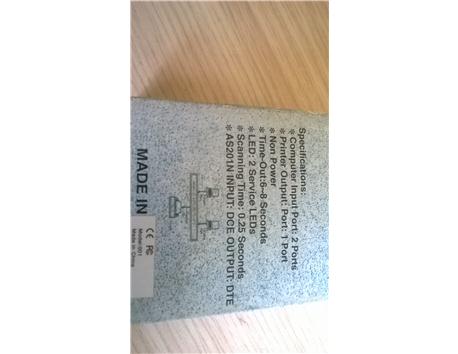 Specifications:
* Computer Input Port: 2 Ports
* Printer Output: Port: 1 Port
* Non Power
* Time-Out:6~8 Seconds
* LED: 2 Service LEDs
* Scanning Time: 0.25 Seconds
* AS201N INPUT: DCE OUTPUT: DTE
MADE IN
CE FC
Made in China